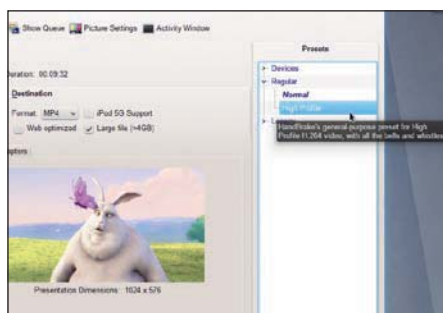 Show Queue Picture Settings Activity Window
Presets
Devices
Duration: 00:09:32
Regular
Destination
Normal
High Profile
Format: MP4 iPod 5G Support
Web optimized Large file (>4GB)
HandBrake's general-purpose preset for High
Profile H.264 video, with all the bells and whistles
Presentation Dimensions: 1024 x 576